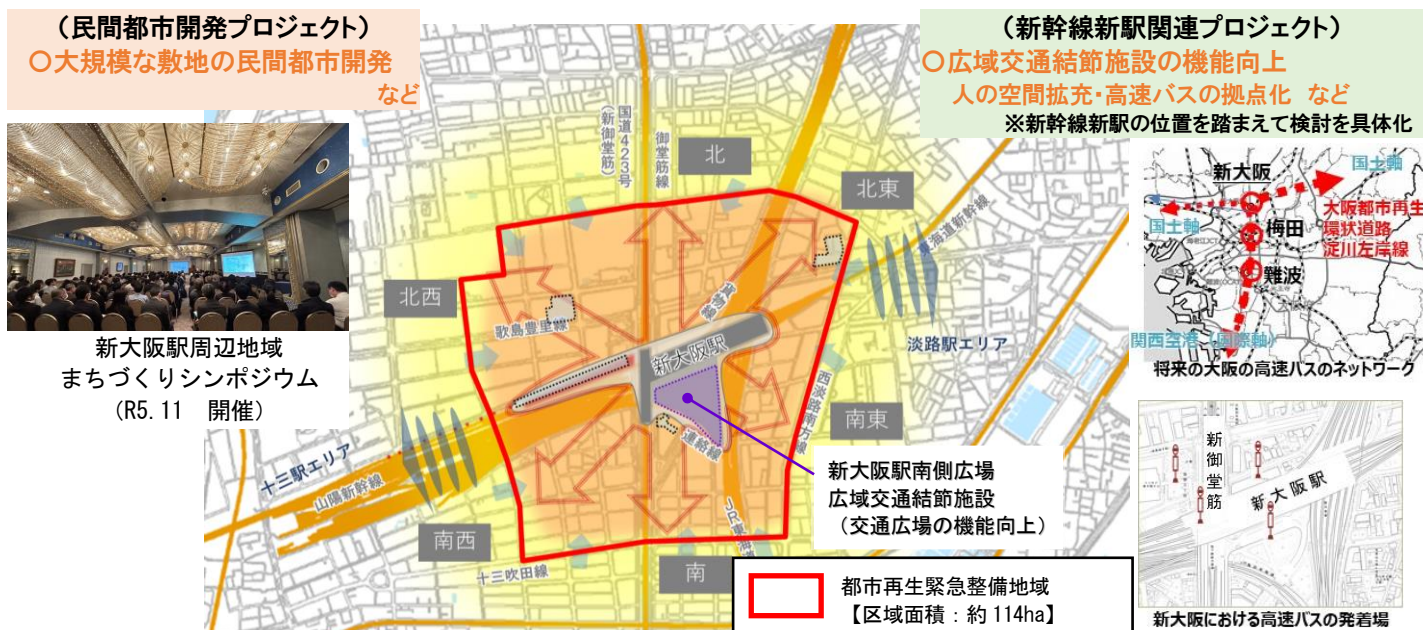 （民間都市開発プロジェクト）
○大規模な敷地の民間都市開発
など
新大阪駅周辺地域
まちづくりシンポジウム
（R5.11　開催）
（新幹線新駅関連プロジェクト）
○広域交通結節施設の機能向上
人の空間拡充・高速バスの拠点化　など
※新幹線新駅の位置を踏まえて検討を具体化
国道423号
（新御堂筋）
御堂筋線
北
北東
北西
歌島豊里線
貨物線
海道新幹線
新大阪駅
淡路駅エリア
西淡路南方線
南東
連絡線
十三駅エリア
山陽新幹線
南西
十三吹田線
南
JR東海
新大阪駅南側広場
広域交通結節施設
（交通広場の機能向上）
都市再生緊急整備地域
【区域面積：約114ha】
新大阪
国土軸
国土軸
大阪都市再生
環状道路
淀川左岸線
梅田
難波
関西空港（国際軸）
将来の大阪の高速バスのネットワーク
新御堂筋
新大阪駅
新大阪における高速バスの発着場